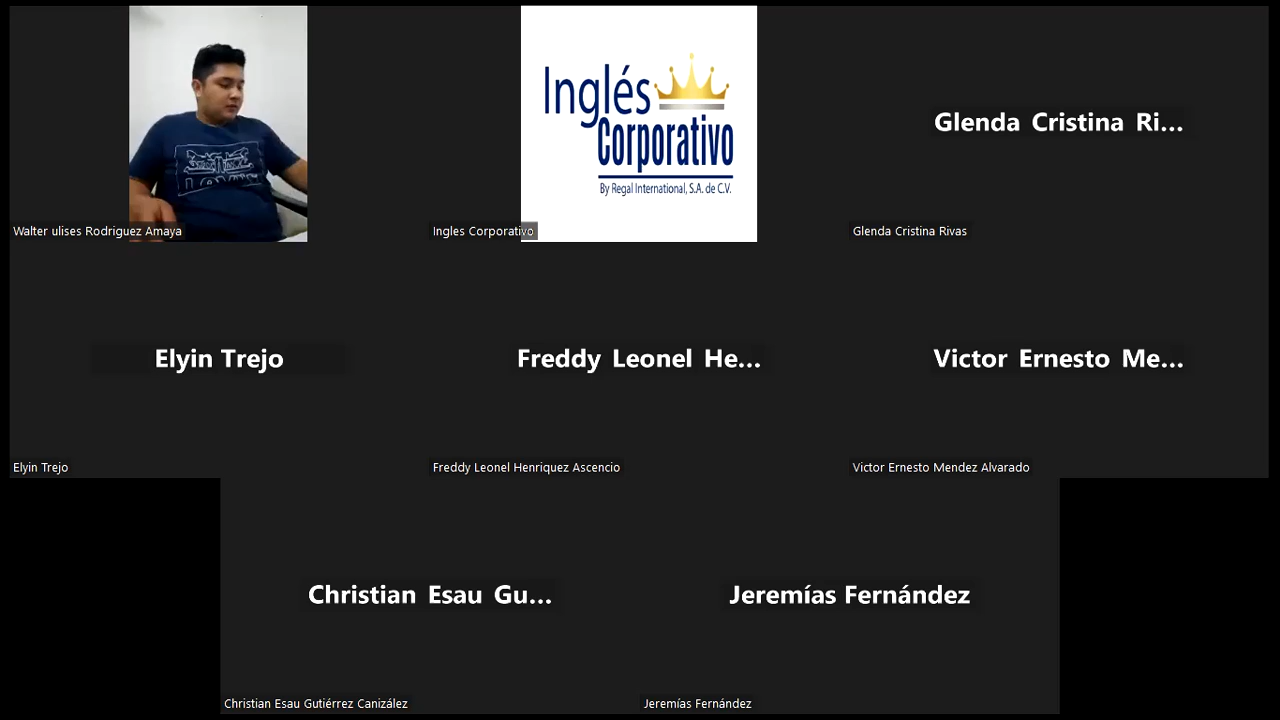 Inglés
Corporativo
By Regal International, S.A. de C.V.
Glenda Cristina Ri...
Walter ulises Rodriguez Amaya
Ingles Corporativo
Glenda Cristina Rivas
Elyin Trejo
Freddy Leonel He...
Victor Ernesto Me...
Elyin Trejo
Freddy Leonel Henriquez Ascencio
Victor Ernesto Mendez Alvarado
Christian Esau Gu...
Jeremías Fernández
Christian Esau Gutiérrez Canizález
Jeremías Fernández